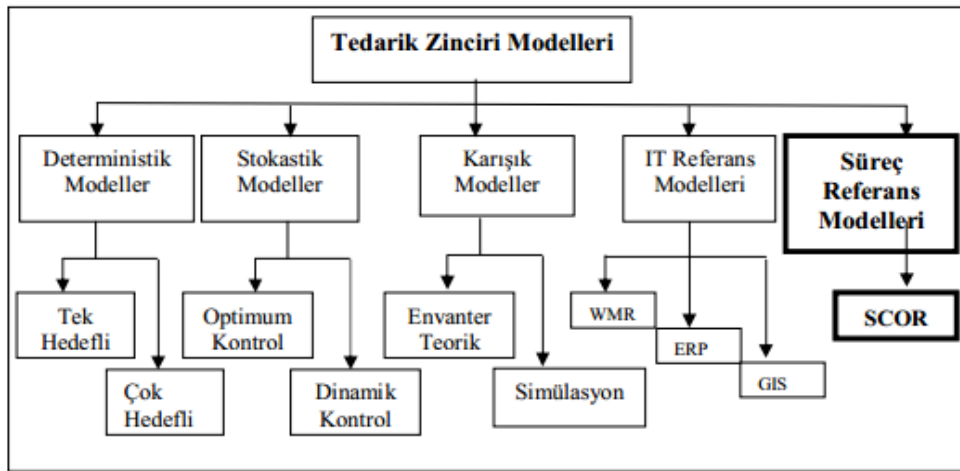 Tedarik Zinciri Modelleri
Deterministik
Modeller
Stokastik
Modeller
Karışık
Modeller
IT Referans
Modelleri
Süreç
Referans
Modelleri
Tek
Hedefli
Optimum
Kontrol
Envanter
Teorik
WMR
SCOR
ERP
GIS
Çok
Hedefli
Dinamik
Kontrol
Simülasyon